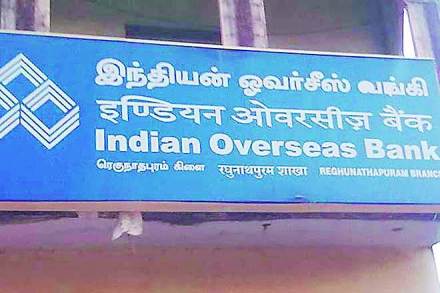 இந்தியன் ஓவர்சீஸ் வங்கி
इण्डियन ओवरसीज़ बैंक
Indian Overseas Bank
ரெகுநாதபுரம் கிளை रघुनाथपुरम शाखा REGHUNATHAPURAM BRANCH